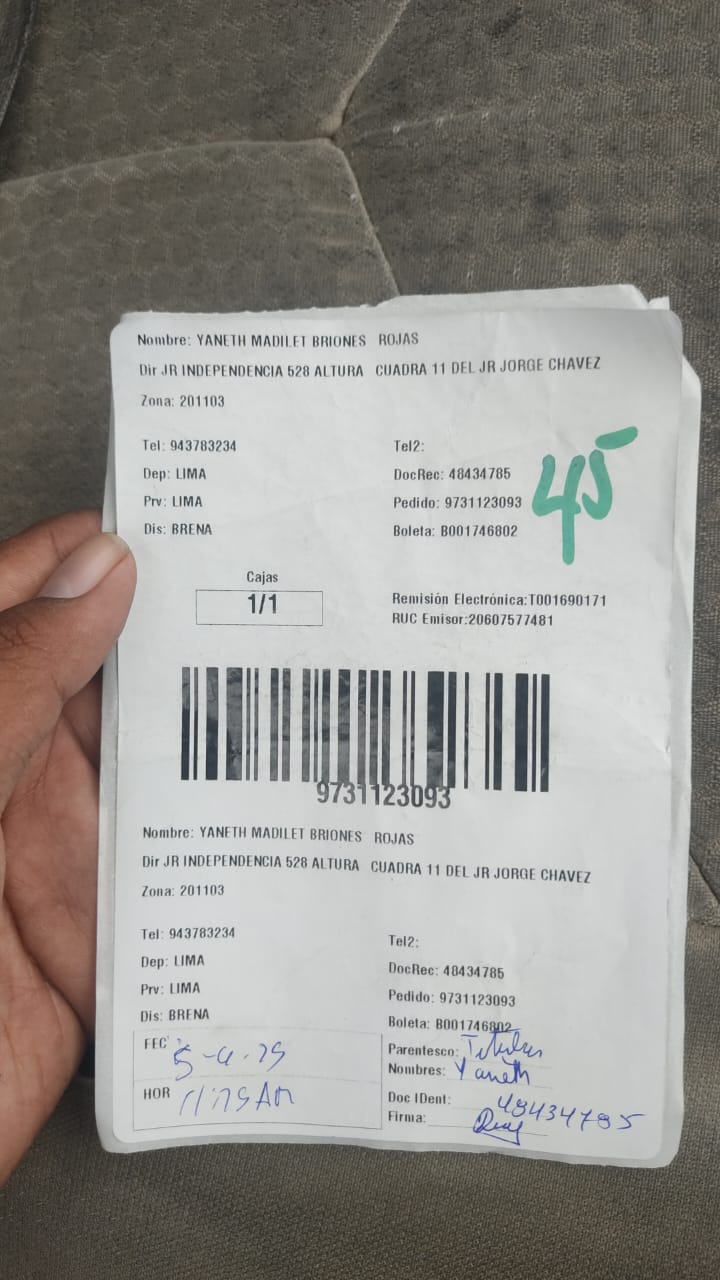 Nombre: YANETH MADILET BRIONES ROJAS
Dir JR INDEPENDENCIA 528 ALTURA CUADRA 11 DEL JR JORGE CHAVEZ
Zona: 201103
Tel: 943783234 Tel2:
Dep: LIMA DocRec: 48434785
Prv: LIMA Pedido: 9731123093
Dis: BRENA Boleta: B001746802
45
Cajas
1/1
Remisión Electrónica:T001690171
RUC Emisor:20607577481
9731123093
Nombre: YANETH MADILET BRIONES ROJAS
Dir JR INDEPENDENCIA 528 ALTURA CUADRA 11 DEL JR JORGE CHAVEZ
Zona: 201103
Tel: 943783234 Tel2:
Dep: LIMA DocRec: 48434785
Prv: LIMA Pedido: 9731123093
Dis: BRENA Boleta: B001746802
FEC
HOR
Parentesco: Titular
Nombres: Yaneth
Doc IDent: 48434785
Firma: